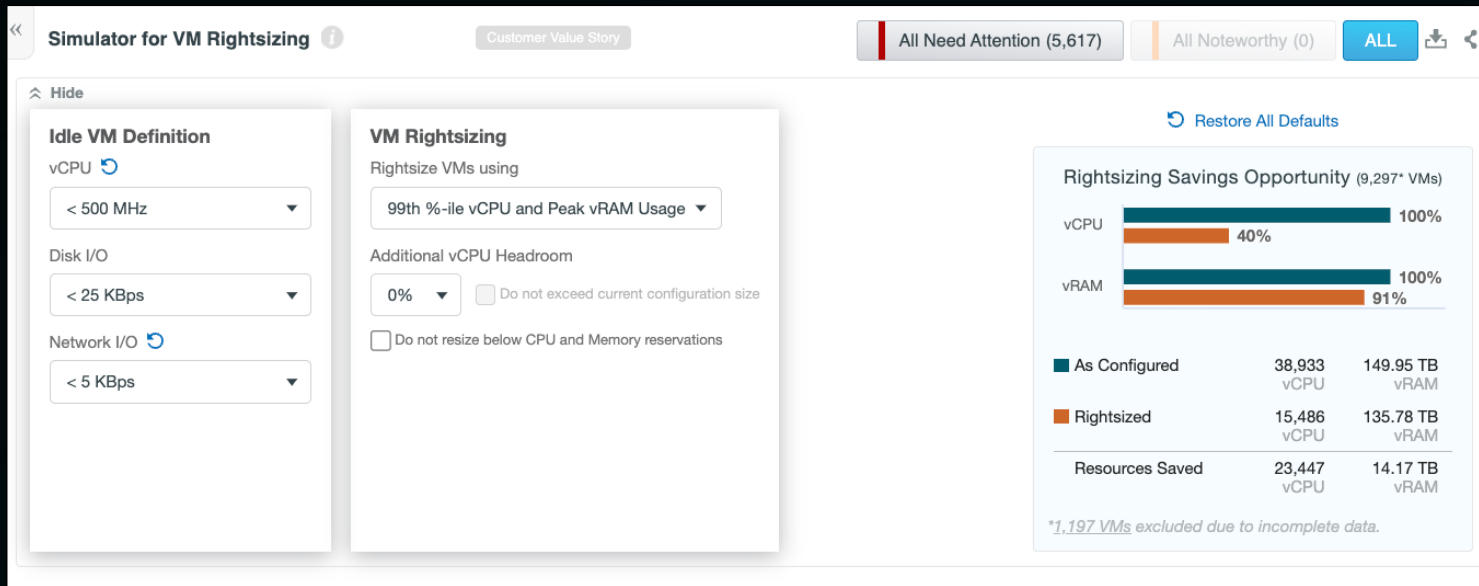 Simulator for VM Rightsizing
Customer Value Story
All Need Attention (5,617)
All Noteworthy (0)
ALL
Hide
Idle VM Definition
vCPU
< 500 MHz
Disk I/O
< 25 KBps
Network I/O
< 5 KBps
VM Rightsizing
Rightsize VMs using
99th %-ile vCPU and Peak vRAM Usage
Additional vCPU Headroom
0%
Do not exceed current configuration size
Do not resize below CPU and Memory reservations
Restore All Defaults
Rightsizing Savings Opportunity (9,297* VMs)
vCPU
100%
40%
vRAM
100%
91%
As Configured 38,933 149.95 TB
vCPU vRAM
Rightsized 15,486 135.78 TB
vCPU vRAM
Resources Saved 23,447 14.17 TB
vCPU vRAM
*1,197 VMs excluded due to incomplete data.